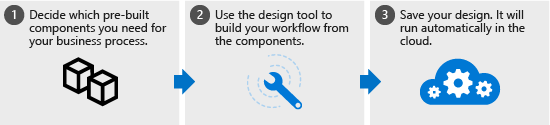 1 Decide which pre-built
components you need for
your business process.
2 Use the design tool to
build your workflow from
the components.
3 Save your design. It will
run automatically in the
cloud.